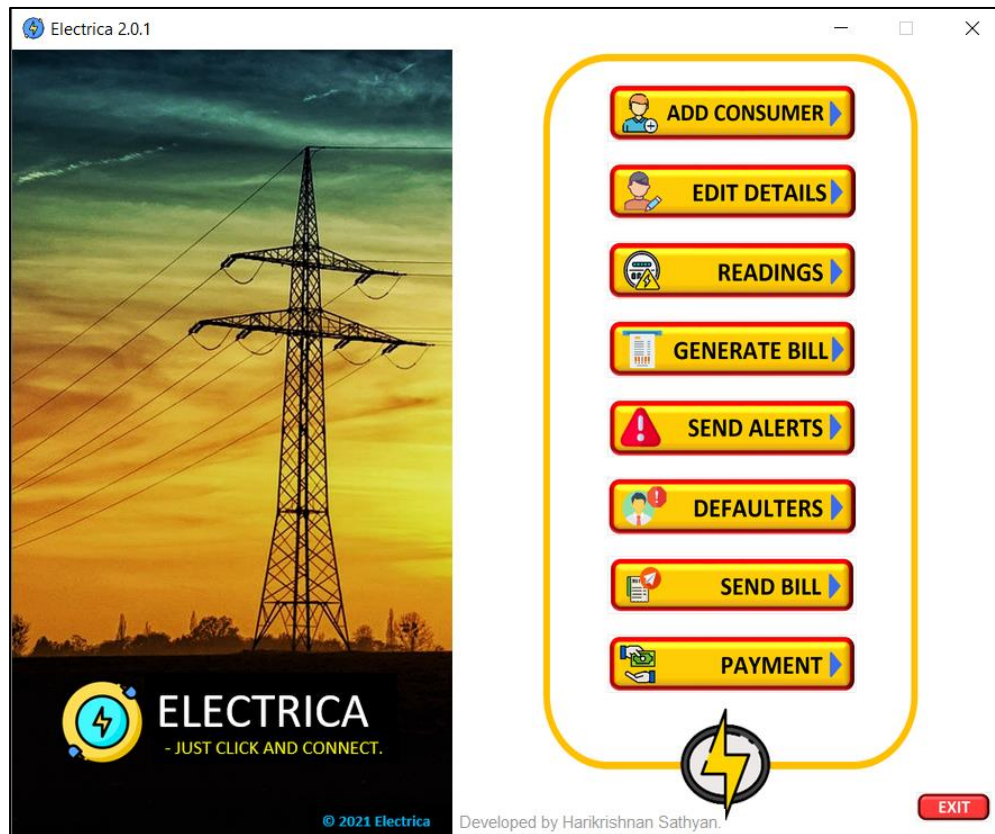 Electrica 2.0.1
ELECTRICA
- JUST CLICK AND CONNECT.
© 2021 Electrica
ADD CONSUMER
EDIT DETAILS
READINGS
GENERATE BILL
SEND ALERTS
DEFAULTERS
SEND BILL
PAYMENT
EXIT
Developed by Harikrishnan Sathyan.